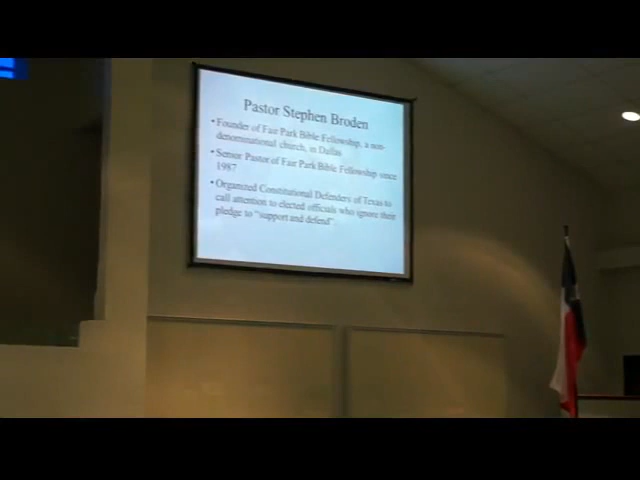 Pastor Stephen Broden
• Founder of Fair Park Bible Fellowship, a non-
denominational church, in Dallas
• Senior Pastor of Fair Park Bible Fellowship since
1987
• Organized Constitutional Defenders of Texas to
call attention to elected officials who ignore their
pledge to "support and defend".